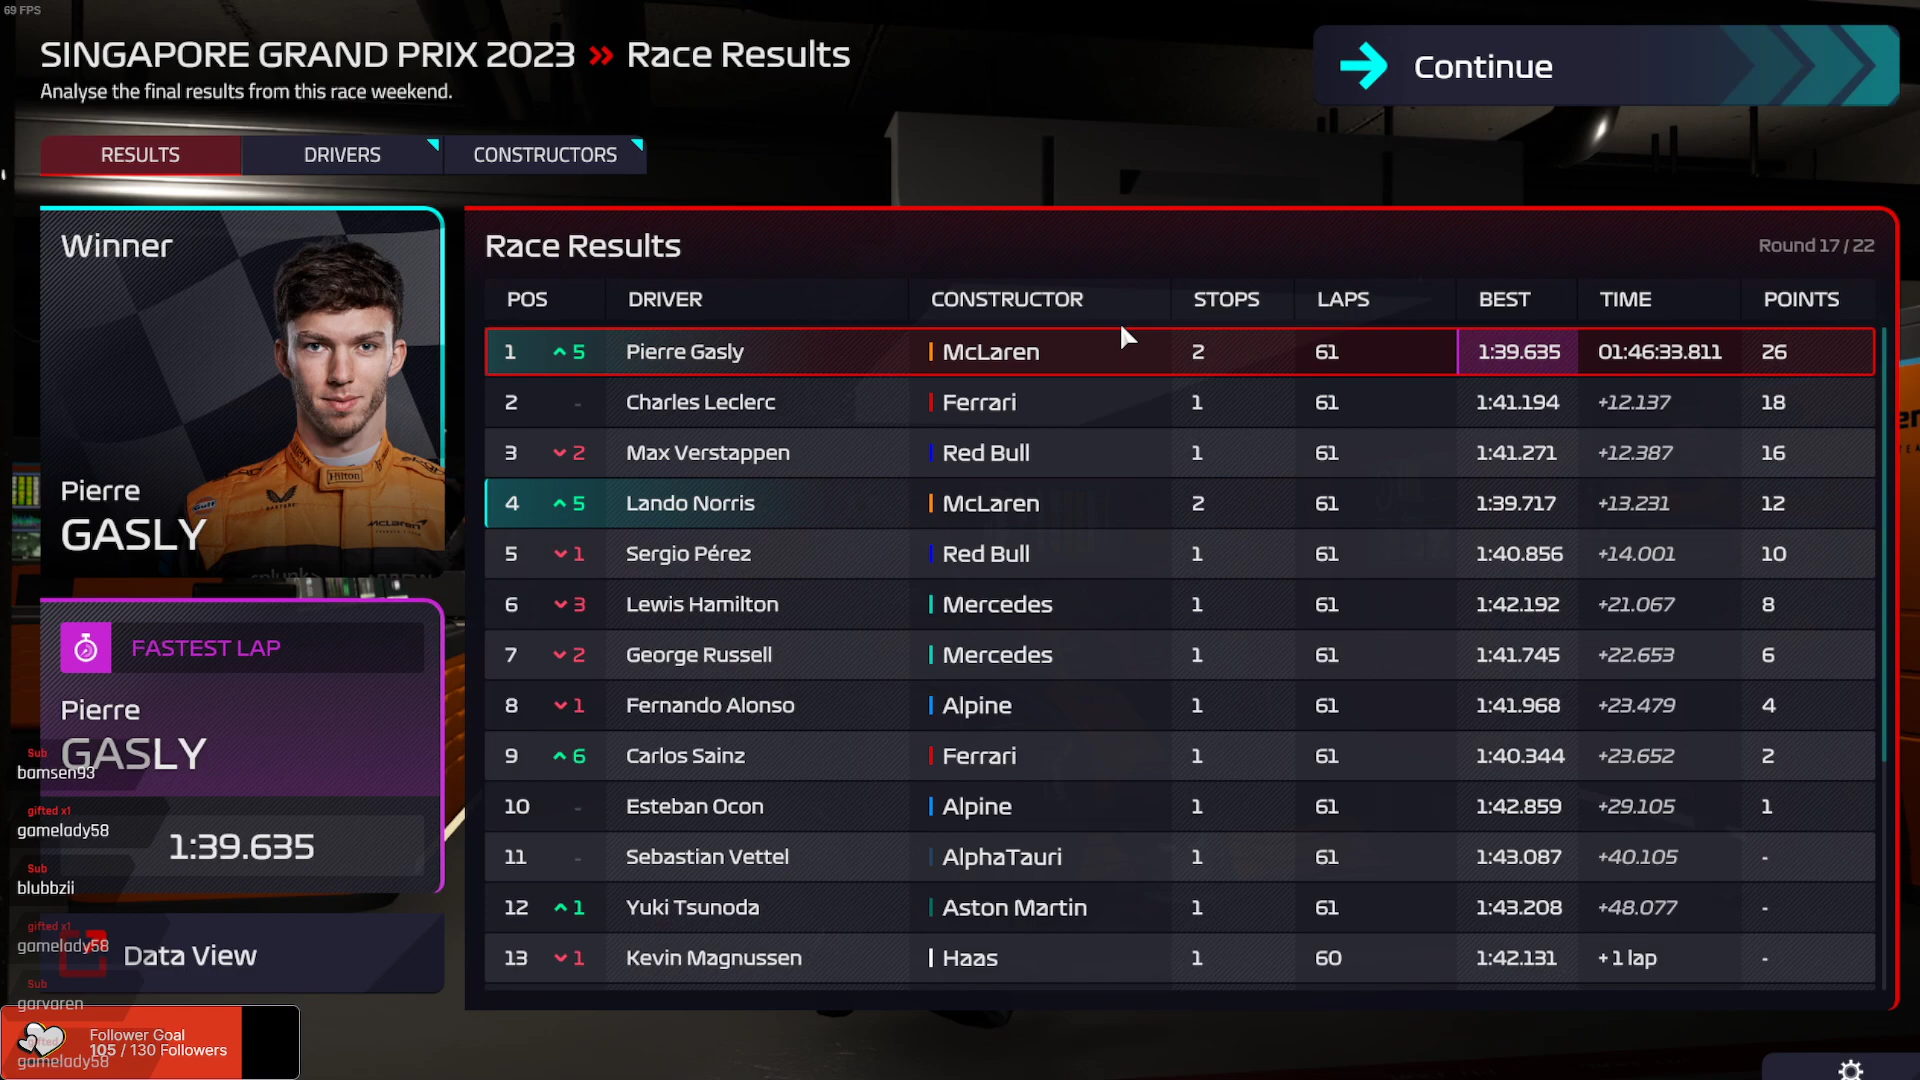 69 FPS
SINGAPORE GRAND PRIX 2023 » Race Results
Analyse the final results from this race weekend.
Continue
RESULTS DRIVERS CONSTRUCTORS
Winner
Pierre
GASLY
Hilton
McLaren
FASTEST LAP
Pierre
GASLY
1:39.635
Data View
Race Results
Round 17 / 22
POS DRIVER CONSTRUCTOR STOPS LAPS BEST TIME POINTS
1 5 Pierre Gasly McLaren 2 61 1:39.635 01:46:33.811 26
2 - Charles Leclerc Ferrari 1 61 1:41.194 +12.137 18
3 2 Max Verstappen Red Bull 1 61 1:41.271 +12.387 16
4 5 Lando Norris McLaren 2 61 1:39.717 +13.231 12
5 1 Sergio Pérez Red Bull 1 61 1:40.856 +14.001 10
6 3 Lewis Hamilton Mercedes 1 61 1:42.192 +21.067 8
7 2 George Russell Mercedes 1 61 1:41.745 +22.653 6
8 1 Fernando Alonso Alpine 1 61 1:41.968 +23.479 4
9 6 Carlos Sainz Ferrari 1 61 1:40.344 +23.652 2
10 - Esteban Ocon Alpine 1 61 1:42.859 +29.105 1
11 - Sebastian Vettel AlphaTauri 1 61 1:43.087 +40.105 -
12 1 Yuki Tsunoda Aston Martin 1 61 1:43.208 +48.077 -
13 1 Kevin Magnussen Haas 1 60 1:42.131 +1 lap -
Sub
bamsen93
gifted x1
gamelady58
Sub
blubbzii
gifted x1
gamelady58
Sub
garvaren
gifted
gamelady58
Follower Goal
105 / 130 Followers